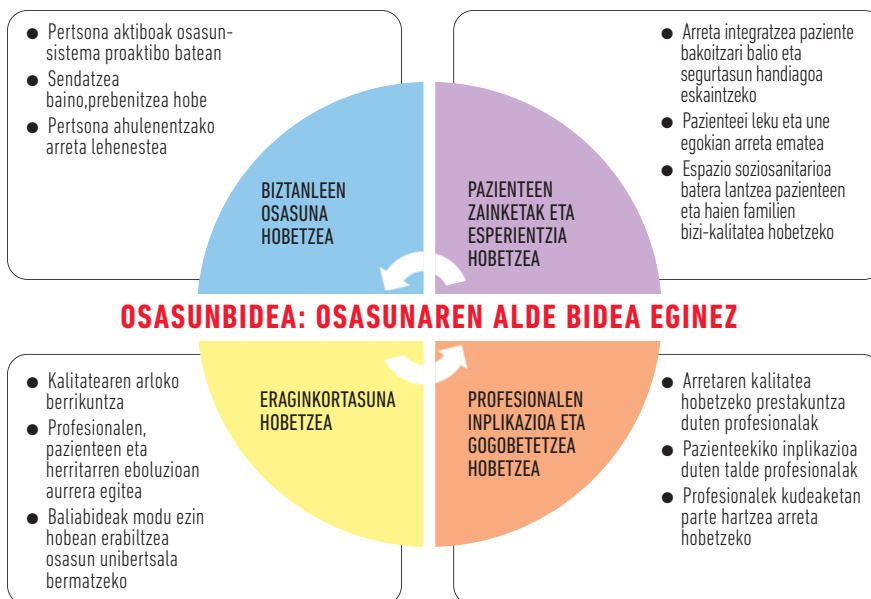 ● Pertsona aktiboak osasun-
sistema proaktibo batean
● Sendatzea
baino,prebenitzea hobe
● Pertsona ahulenentzako
arreta lehenestea
● Arreta integratzea paziente
bakoitzari balio eta
segurtasun handiagoa
eskaintzeko
● Pazienteei leku eta une
egokian arreta ematea
● Espazio soziosanitarioa
batera lantzea pazienteen
eta haien familien
bizi-kalitatea hobetzeko
BIZTANLEEN
OSASUNA
HOBETZEA
PAZIENTEEN
ZAINKETAK ETA
ESPERIENTZIA
HOBETZEA
OSASUNBIDEA: OSASUNAREN ALDE BIDEA EGINEZ
ERAGINKORTASUNA
HOBETZEA
PROFESIONALEN
INPLIKAZIOA ETA
GOGOBETETZEA
HOBETZEA
● Kalitatearen arloko
berrikuntza
● Profesionalen,
pazienteen eta
herritarren eboluzioan
aurrera egitea
● Baliabideak modu ezin
hobean erabiltzea
osasun unibertsala
bermatzeko
● Arretaren kalitatea
hobetzeko prestakuntza
duten profesionalak
● Pazienteekiko inplikazioa
duten talde profesionalak
● Profesionalek kudeaketan
parte hartzea arreta
hobetzeko